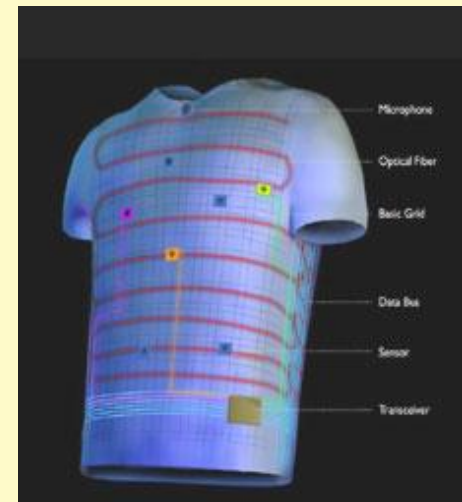 Microphone
Optical Fiber
Basic Grid
Data Bus
Sensor
Transceiver